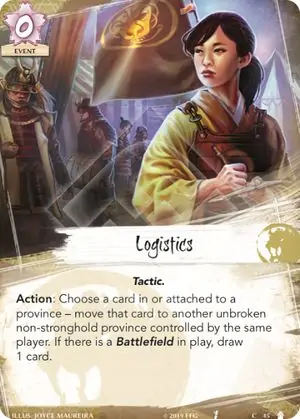 0
EVENT
Logistics
Tactic.
Action: Choose a card in or attached to a
province – move that card to another unbroken
non-stronghold province controlled by the same
player. If there is a Battlefield in play, draw
1 card.
ILLUS: JOYCE MAUREIRA
© 2019 FFG
C 45